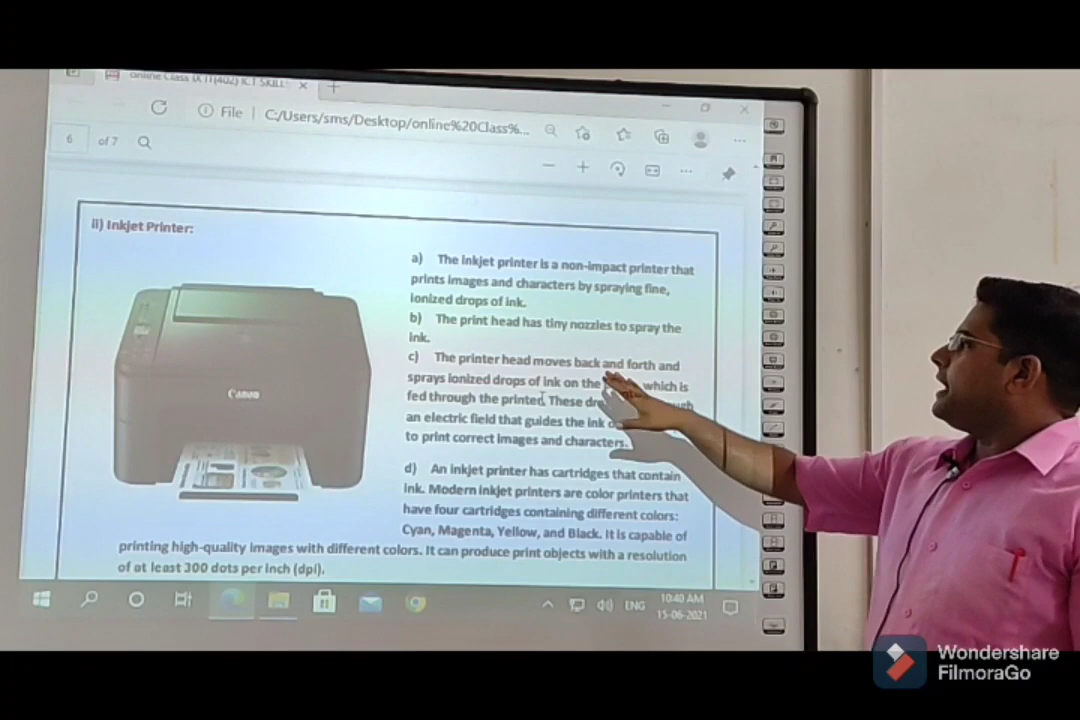 online Class IX IT(402) ICT SKILL
File
C:/Users/sms/Desktop/online%20Class%...
6 of 7
ii) Inkjet Printer:
a) The inkjet printer is a non-impact printer that
prints images and characters by spraying fine,
ionized drops of ink.
b) The print head has tiny nozzles to spray the
ink.
c) The printer head moves back and forth and
sprays ionized drops of ink on the which is
fed through the printed. These
an electric field that guides the ink
to print correct images and characters.
d) An inkjet printer has cartridges that contain
ink. Modern inkjet printers are color printers that
have four cartridges containing different colors:
Cyan, Magenta, Yellow, and Black. It is capable of
printing high-quality images with different colors. It can produce print objects with a resolution
of at least 300 dots per inch (dpi).
Canon
ENG
10:40 AM
15-06-2021
Wondershare
FilmoraGo